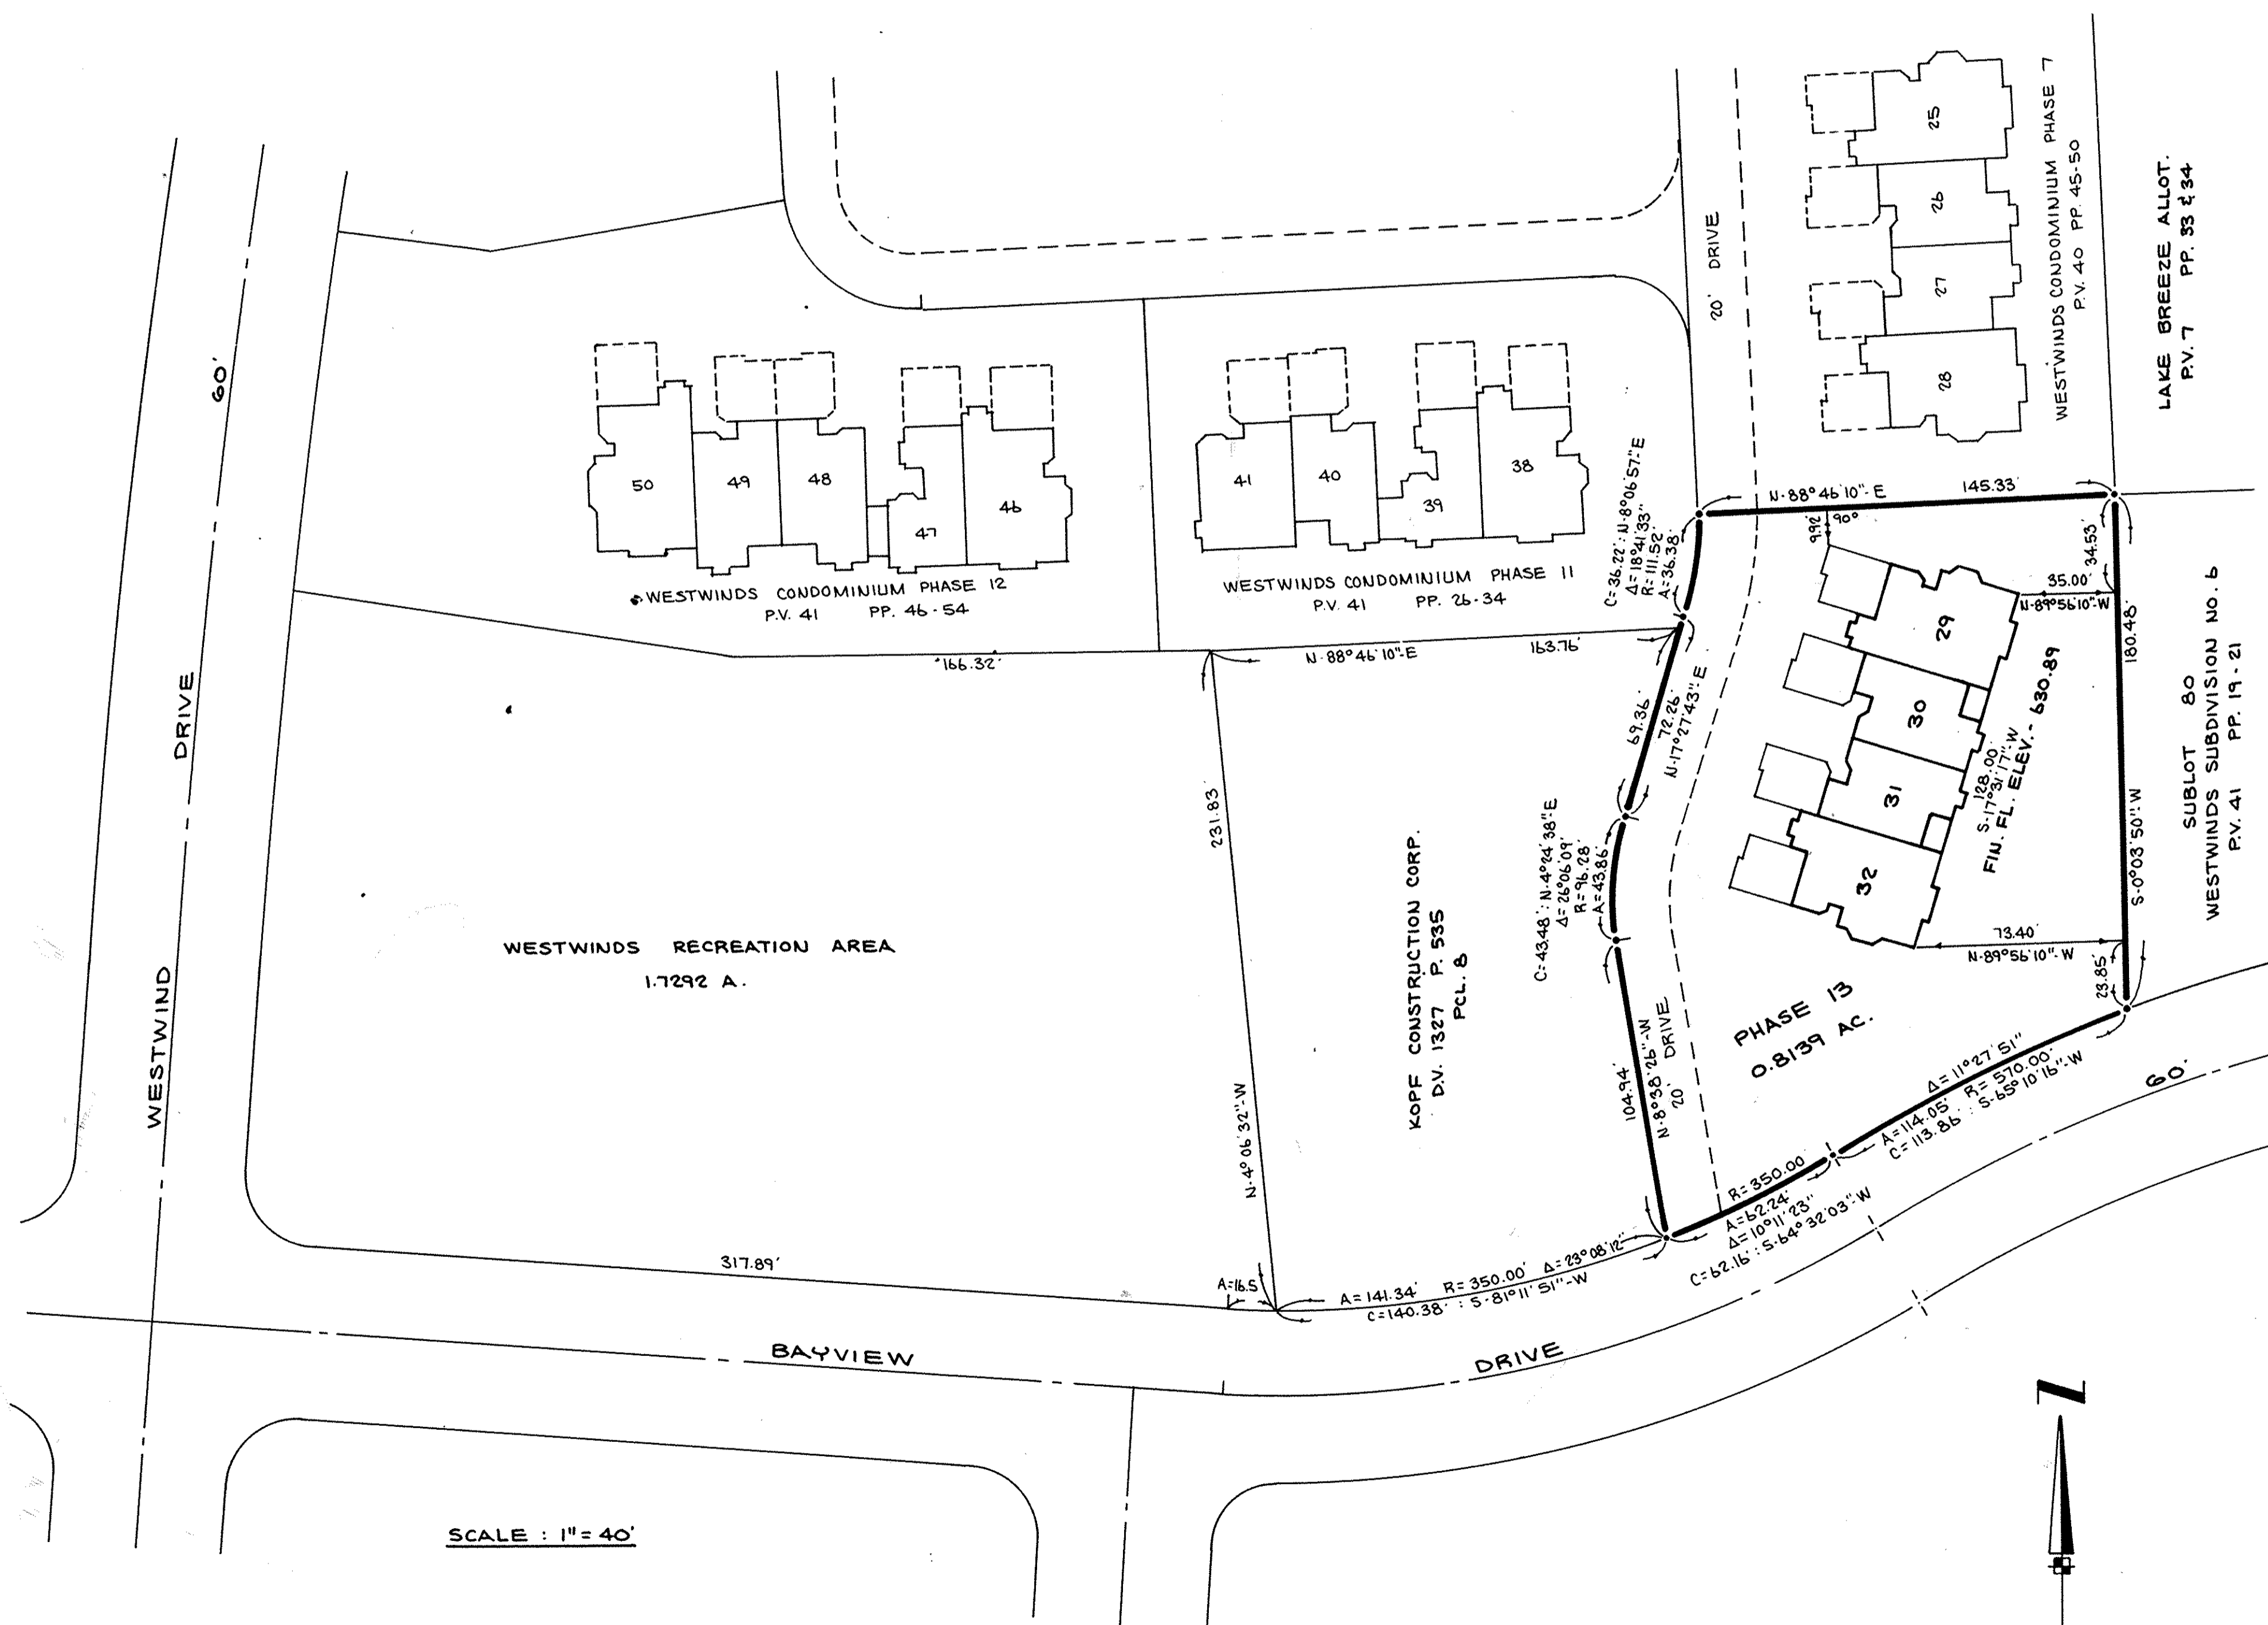 WESTWIND DRIVE
60'
50
49
48
47
46
WESTWINDS CONDOMINIUM PHASE 12
P.V. 41 PP. 46-54
41
40
39
38
WESTWINDS CONDOMINIUM PHASE 11
P.V. 41 PP. 26-34
20' DRIVE
25
26
27
28
WESTWINDS CONDOMINIUM PHASE 7
P.V. 40 PP. 45-50
LAKE BREEZE ALLOT.
P.V. 7 PP. 33 & 34
N-88°46'10"-E 145.33'
9.92'
90°
34.53'
35.00'
N-89°56'10"-W
C=36.22' : N-8°06'57"-E
Δ=18°41'33"
R=111.52'
A=36.38'
166.32'
N-88°46'10"-E 163.76'
69.36'
72.26'
N-17°27'43"-E
29
30
31
32
S-17°31'17"-W
128.00'
FIN. FL. ELEV. - 630.89
180.48'
S-0°03'50"-W
SUBLOT 80
WESTWINDS SUBDIVISION NO. 6
P.V. 41 PP. 19-21
231.83'
N-4°06'32"-W
WESTWINDS RECREATION AREA
1.7292 A.
KOPF CONSTRUCTION CORP.
D.V. 1327 P. 535
PCL. 8
C=43.48' : N-4°24'38"-E
Δ=26°06'09"
R=96.28'
A=43.86'
73.40'
N-89°56'10"-W
23.85'
PHASE 13
0.8139 AC.
104.94'
N-8°38'26"-W
20' DRIVE
Δ=11°27'51"
R=570.00'
A=114.05'
C=113.86' : S-65°10'16"-W
R=350.00'
A=62.24'
Δ=10°11'23"
C=62.16' : S-64°32'03"-W
60'
317.89'
A=16.5
A=141.34' R=350.00' Δ=23°08'12"
C=140.38' : S-81°11'51"-W
BAYVIEW DRIVE
SCALE : 1"=40'
N